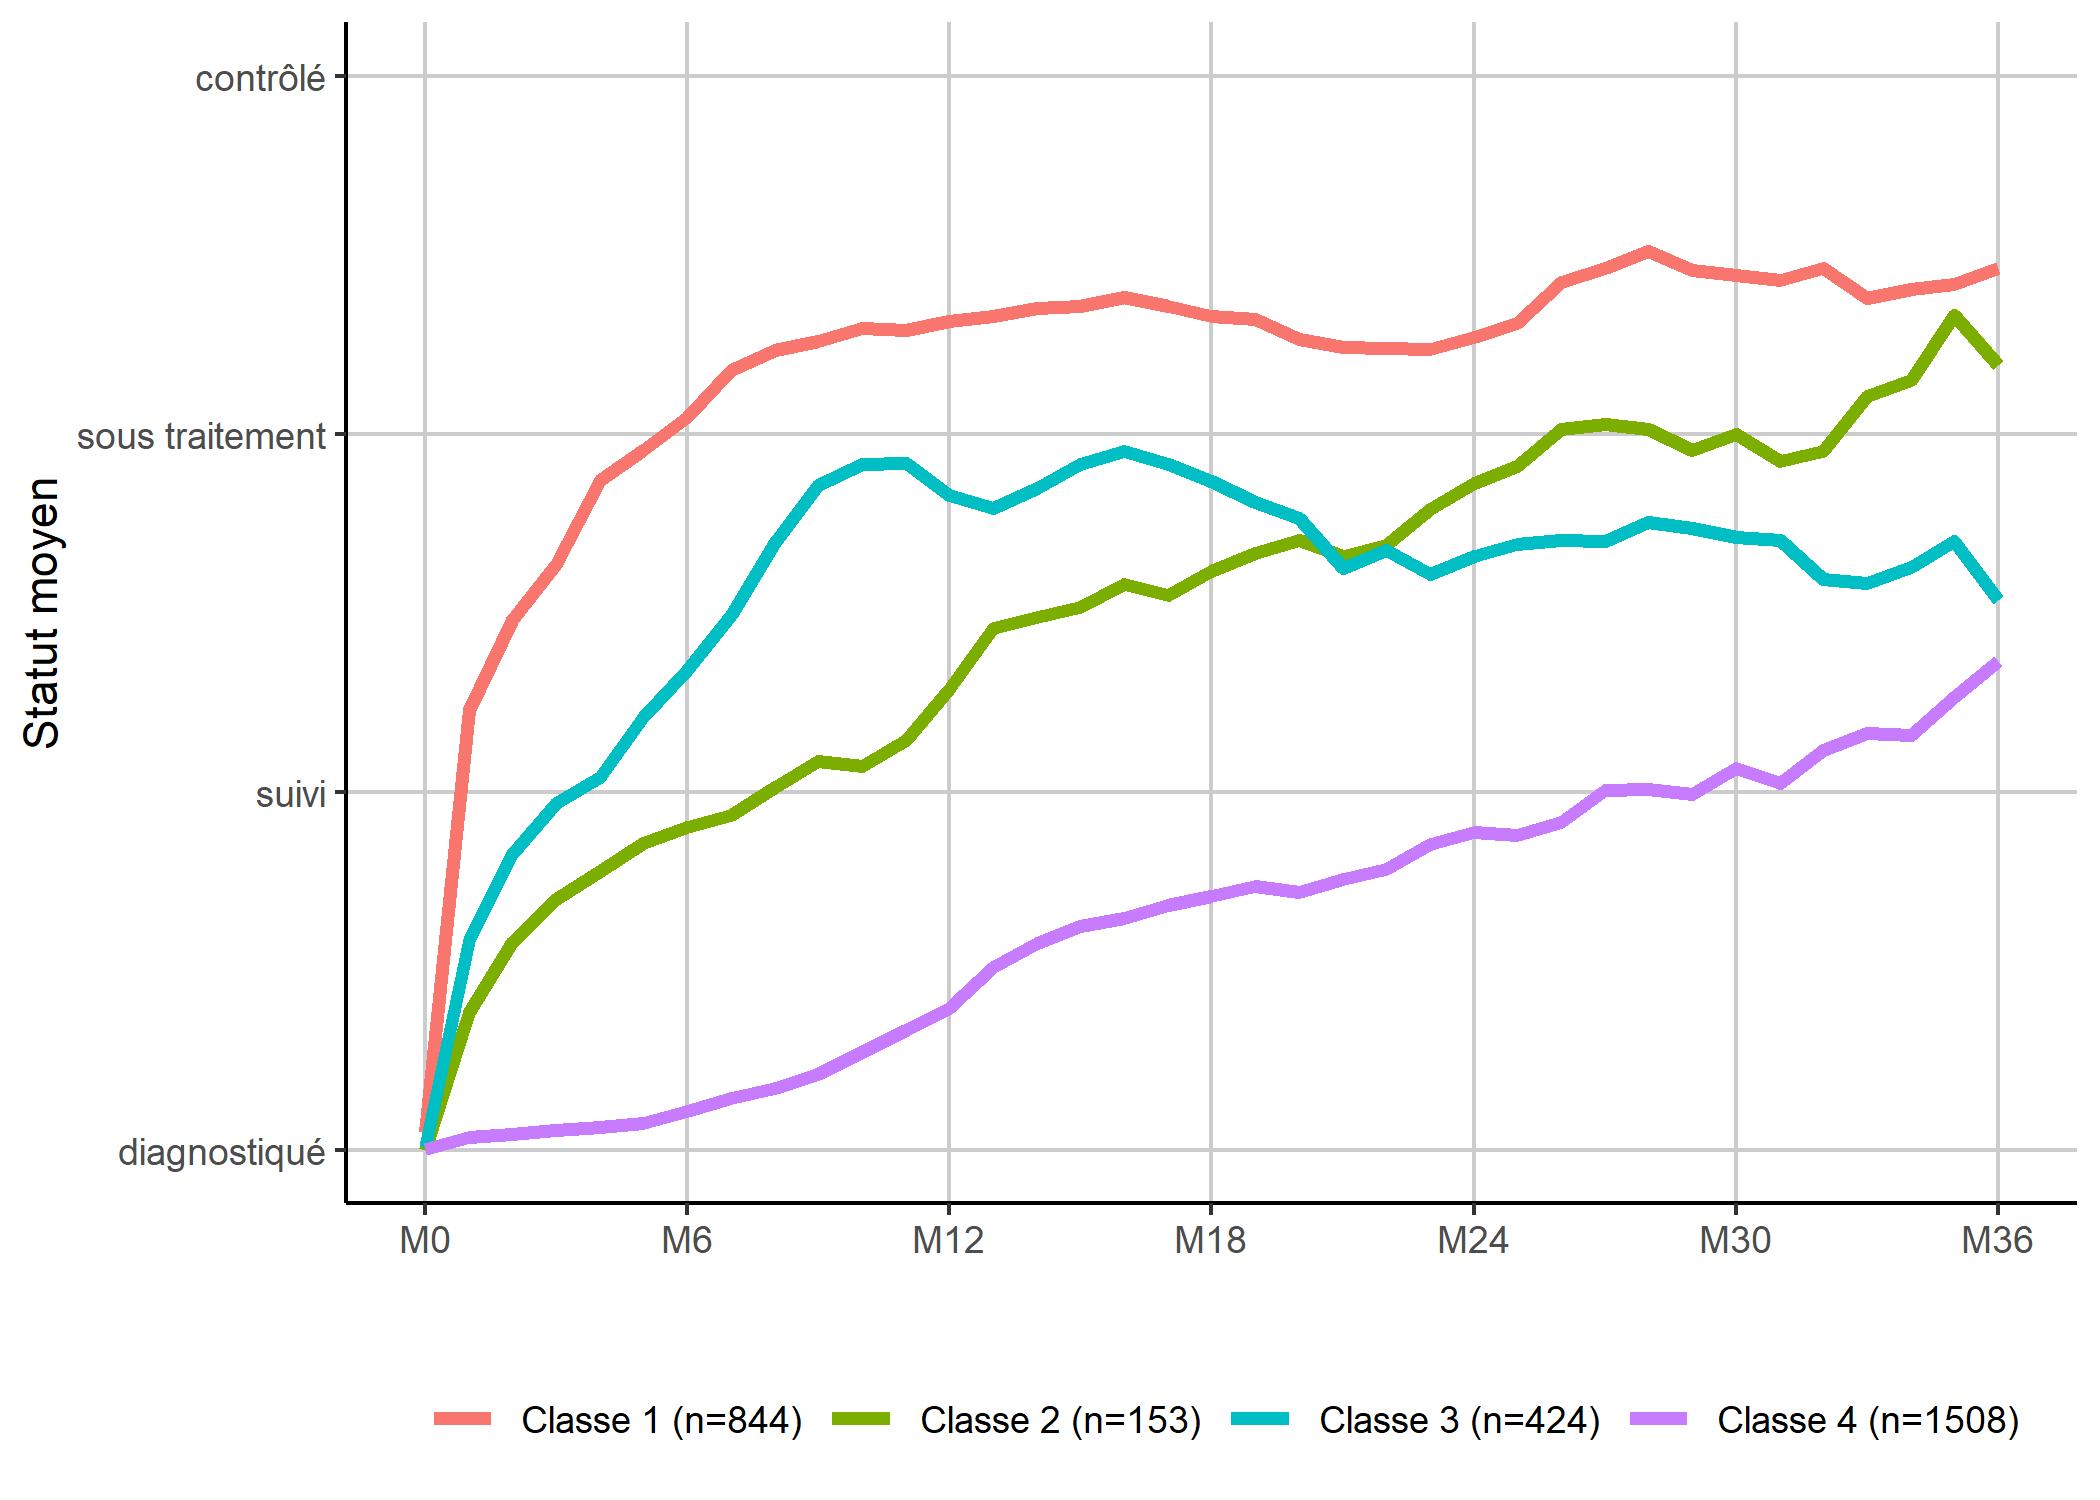 Statut moyen
contrôlé
sous traitement
suivi
diagnostiqué
M0 M6 M12 M18 M24 M30 M36
Classe 1 (n=844) Classe 2 (n=153) Classe 3 (n=424) Classe 4 (n=1508)